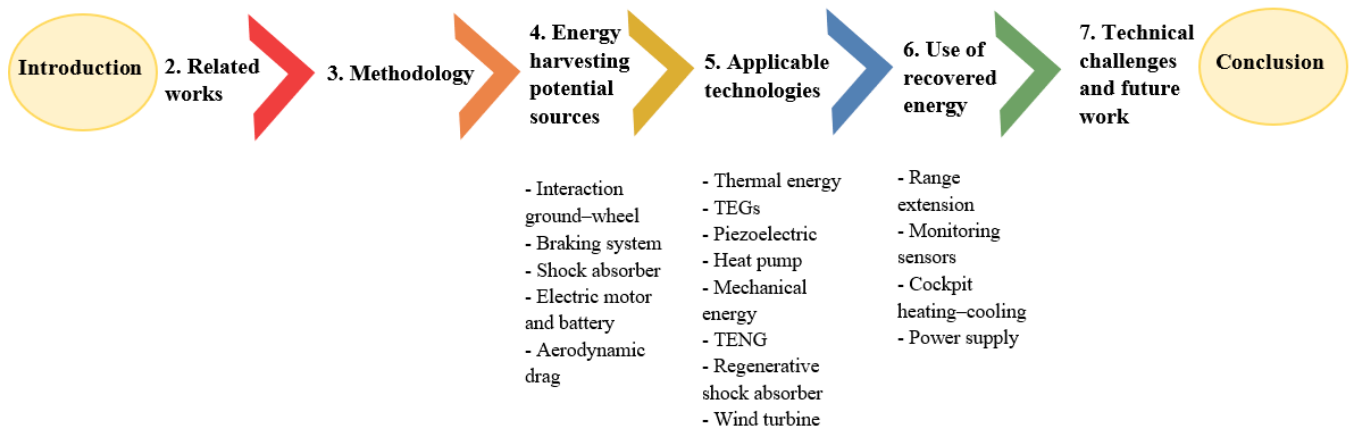 Introduction
2. Related
works
3. Methodology
4. Energy
harvesting
potential
sources
5. Applicable
technologies
6. Use of
recovered
energy
7. Technical
challenges
and future
work
Conclusion
- Interaction
ground–wheel
- Braking system
- Shock absorber
- Electric motor
and battery
- Aerodynamic
drag
- Thermal energy
- TEGs
- Piezoelectric
- Heat pump
- Mechanical
energy
- TENG
- Regenerative
shock absorber
- Wind turbine
- Range
extension
- Monitoring
sensors
- Cockpit
heating–cooling
- Power supply